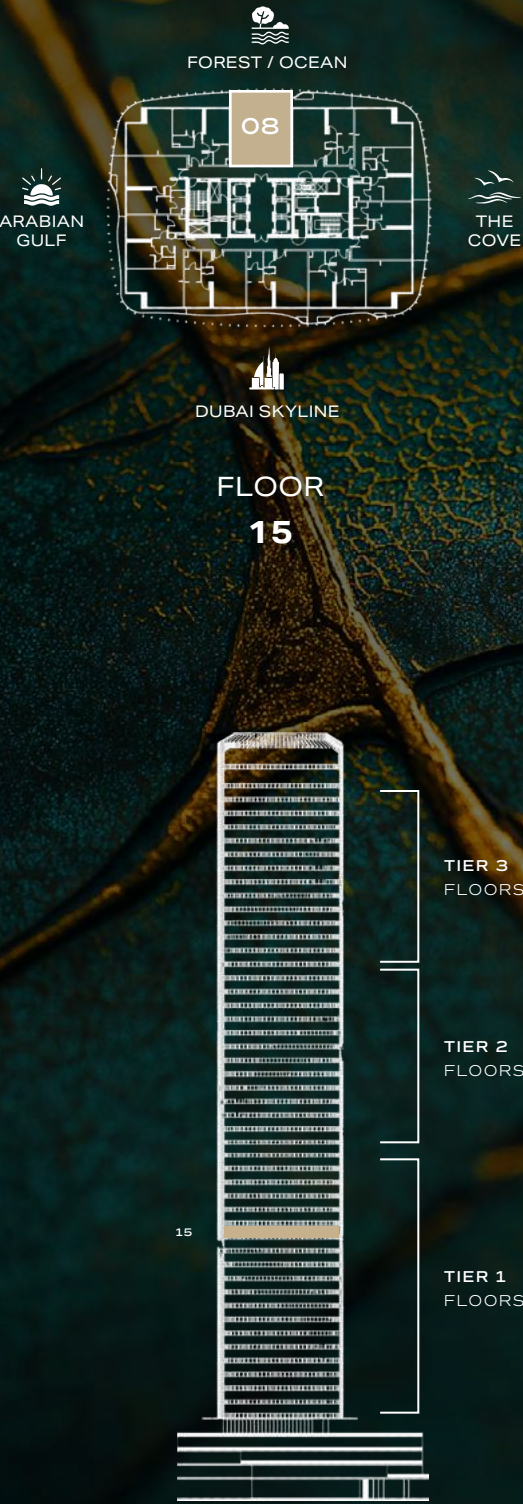 FOREST / OCEAN
08
ARABIAN
GULF
THE
COVE
DUBAI SKYLINE
FLOOR
15
TIER 3
FLOORS
TIER 2
FLOORS
15
TIER 1
FLOORS